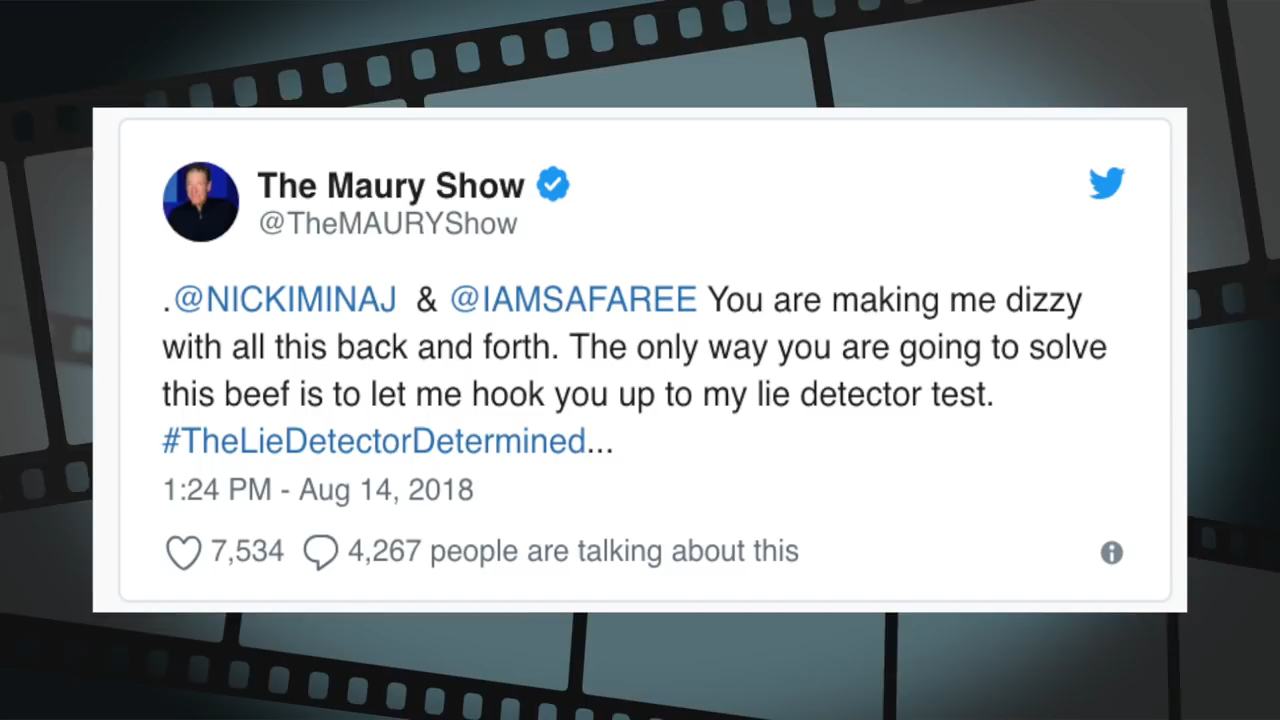 The Maury Show
@TheMAURYShow
.@NICKIMINAJ & @IAMSAFAREE You are making me dizzy
with all this back and forth. The only way you are going to solve
this beef is to let me hook you up to my lie detector test.
#TheLieDetectorDetermined...
1:24 PM - Aug 14, 2018
7,534 4,267 people are talking about this